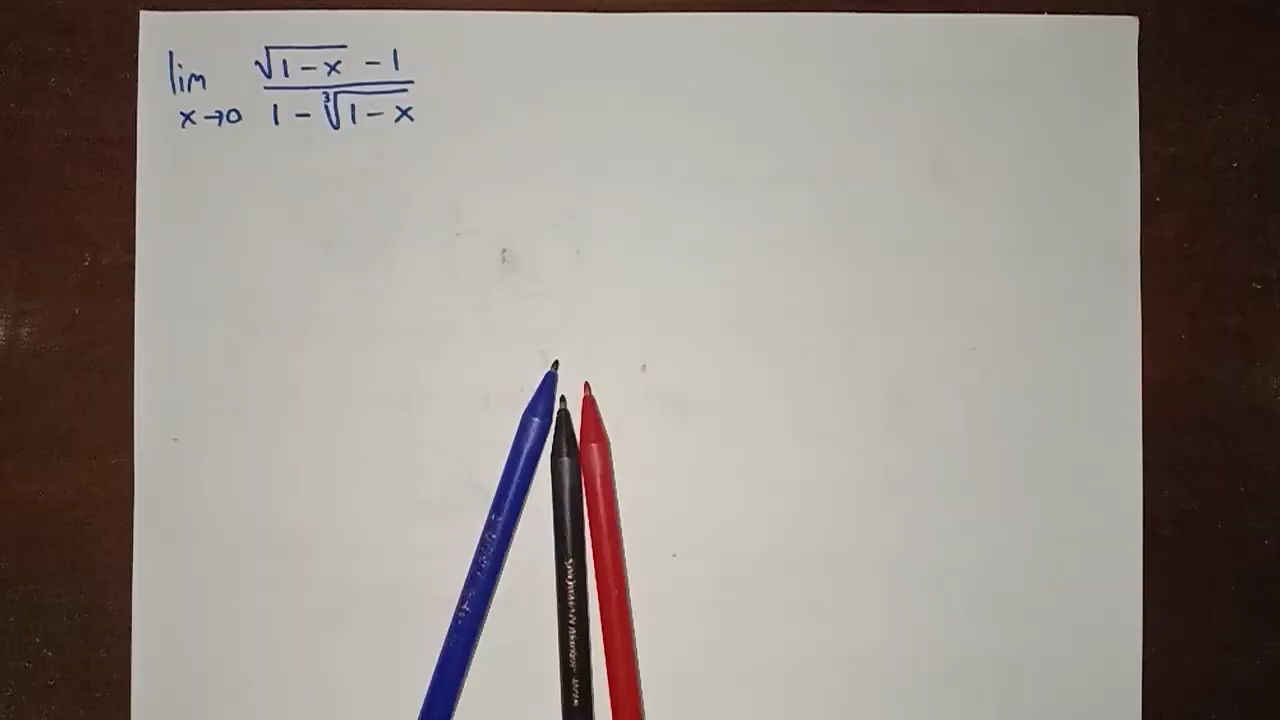 lim x→0 (√(1-x) - 1) / (1 - ∛(1-x))